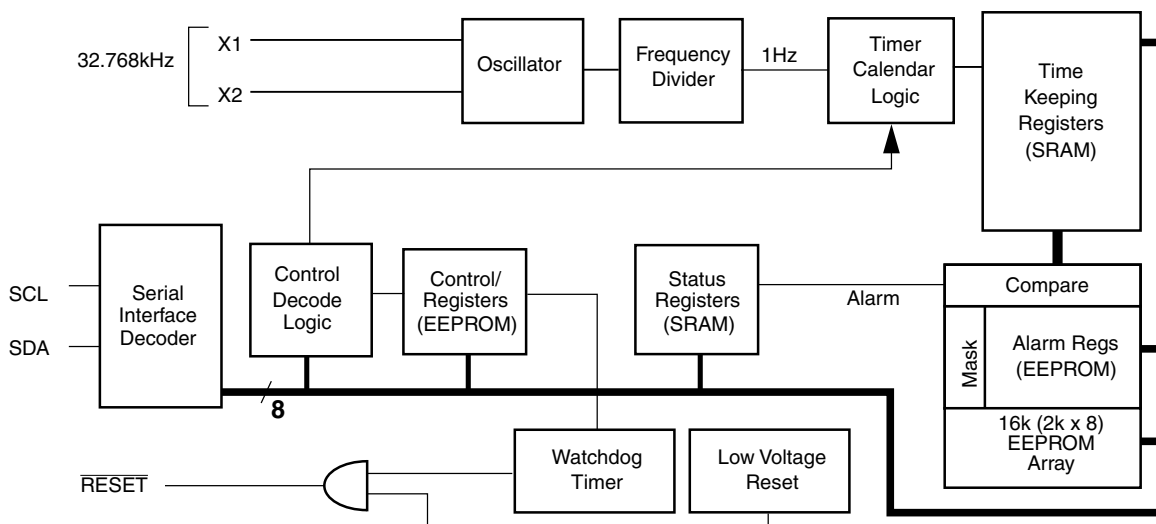 32.768kHz
X1
X2
Oscillator
Frequency
Divider
1Hz
Timer
Calendar
Logic
Time
Keeping
Registers
(SRAM)
SCL
SDA
Serial
Interface
Decoder
Control
Decode
Logic
Control/
Registers
(EEPROM)
Status
Registers
(SRAM)
Alarm
Compare
Mask
Alarm Regs
(EEPROM)
16k (2k x 8)
EEPROM
Array
8
RESET
Watchdog
Timer
Low Voltage
Reset